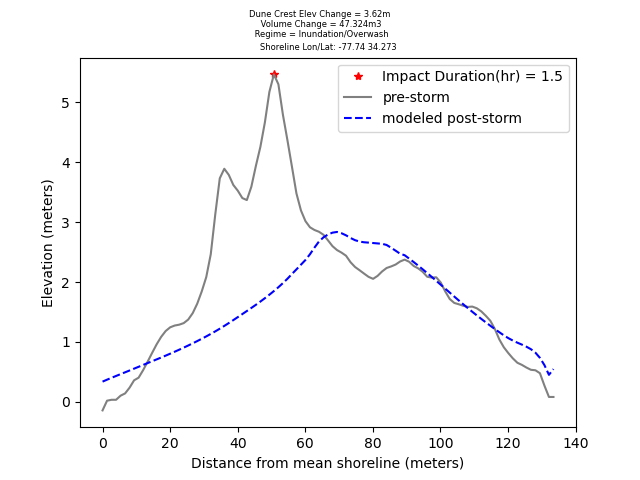 Dune Crest Elev Change = 3.62m
Volume Change = 47.324m3
Regime = Inundation/Overwash
Shoreline Lon/Lat: -77.74 34.273
Impact Duration(hr) = 1.5
pre-storm
modeled post-storm
Elevation (meters)
5
4
3
2
1
0
0 20 40 60 80 100 120 140
Distance from mean shoreline (meters)